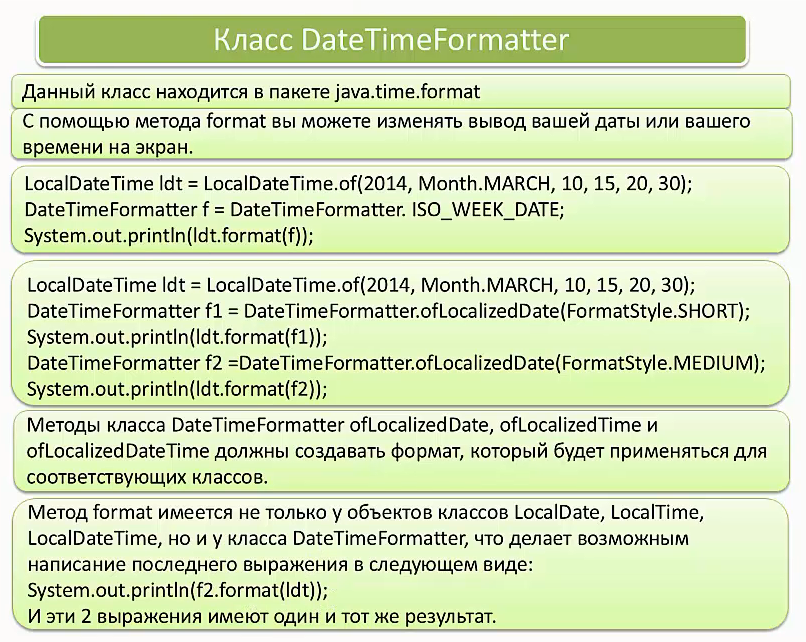 Класс DateTimeFormatter
Данный класс находится в пакете java.time.format
С помощью метода format вы можете изменять вывод вашей даты или вашего
времени на экран.
LocalDateTime ldt = LocalDateTime.of(2014, Month.MARCH, 10, 15, 20, 30);
DateTimeFormatter f = DateTimeFormatter. ISO_WEEK_DATE;
System.out.println(ldt.format(f));
LocalDateTime ldt = LocalDateTime.of(2014, Month.MARCH, 10, 15, 20, 30);
DateTimeFormatter f1 = DateTimeFormatter.ofLocalizedDate(FormatStyle.SHORT);
System.out.println(ldt.format(f1));
DateTimeFormatter f2 =DateTimeFormatter.ofLocalizedDate(FormatStyle.MEDIUM);
System.out.println(ldt.format(f2));
Методы класса DateTimeFormatter ofLocalizedDate, ofLocalizedTime и
ofLocalizedDateTime должны создавать формат, который будет применяться для
соответствующих классов.
Метод format имеется не только у объектов классов LocalDate, LocalTime,
LocalDateTime, но и у класса DateTimeFormatter, что делает возможным
написание последнего выражения в следующем виде:
System.out.println(f2.format(ldt));
И эти 2 выражения имеют один и тот же результат.